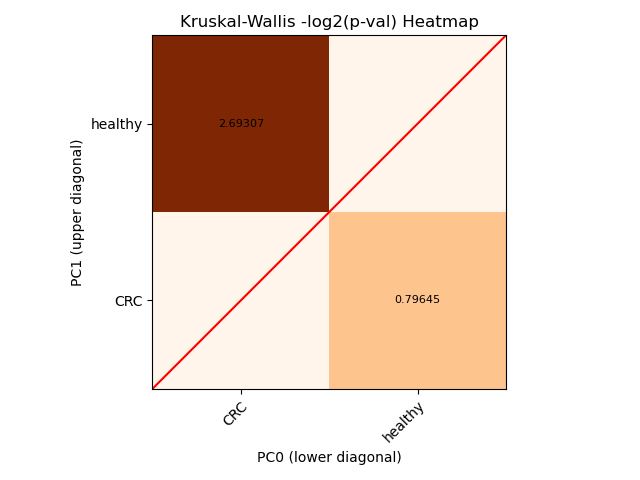 Kruskal-Wallis -log2(p-val) Heatmap
healthy
2.69307
PC1 (upper diagonal)
CRC
0.79645
CRC
healthy
PC0 (lower diagonal)